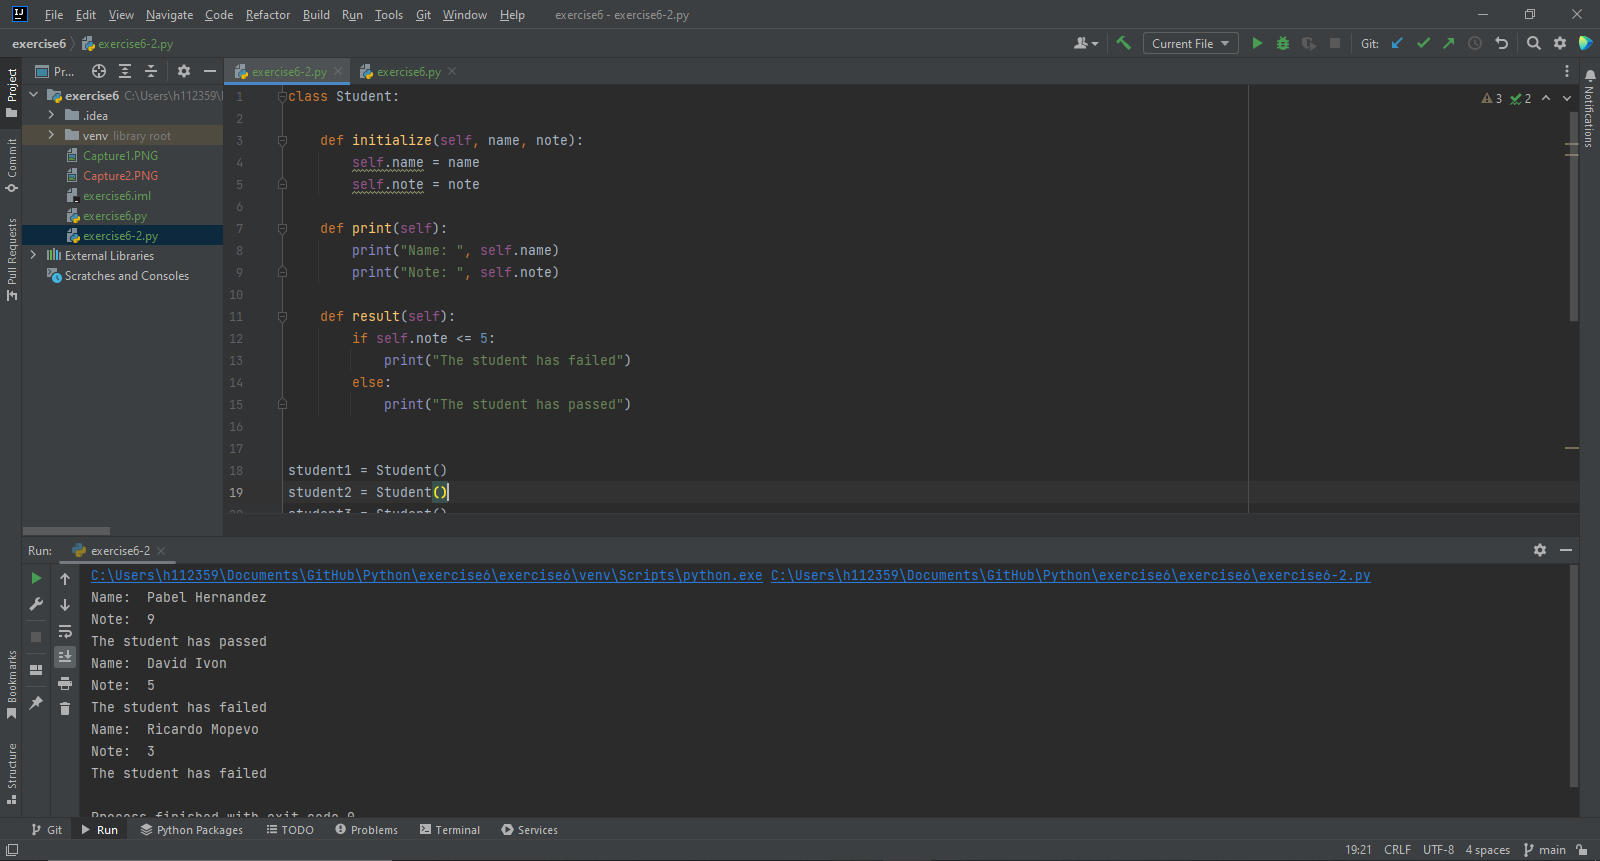 File Edit View Navigate Code Refactor Build Run Tools Git Window Help exercise6 - exercise6-2.py
exercise6 exercise6-2.py Current File Git:
Project
Commit
Pull Requests
Bookmarks
Structure
Pr...
exercise6 C:\Users\h112359\
.idea
venv library root
Capture1.PNG
Capture2.PNG
exercise6.iml
exercise6.py
exercise6-2.py
External Libraries
Scratches and Consoles
exercise6-2.py exercise6.py
3 2
Notifications
1 class Student:
2
3 def initialize(self, name, note):
4 self.name = name
5 self.note = note
6
7 def print(self):
8 print("Name: ", self.name)
9 print("Note: ", self.note)
10
11 def result(self):
12 if self.note <= 5:
13 print("The student has failed")
14 else:
15 print("The student has passed")
16
17
18 student1 = Student()
19 student2 = Student()
20 student3 = Student()
Run: exercise6-2
C:\Users\h112359\Documents\GitHub\Python\exercise6\exercise6\venv\Scripts\python.exe C:\Users\h112359\Documents\GitHub\Python\exercise6\exercise6\exercise6-2.py
Name:  Pabel Hernandez
Note:  9
The student has passed
Name:  David Ivon
Note:  5
The student has failed
Name:  Ricardo Mopevo
Note:  3
The student has failed
Process finished with exit code 0
Git Run Python Packages TODO Problems Terminal Services
19:21 CRLF UTF-8 4 spaces main